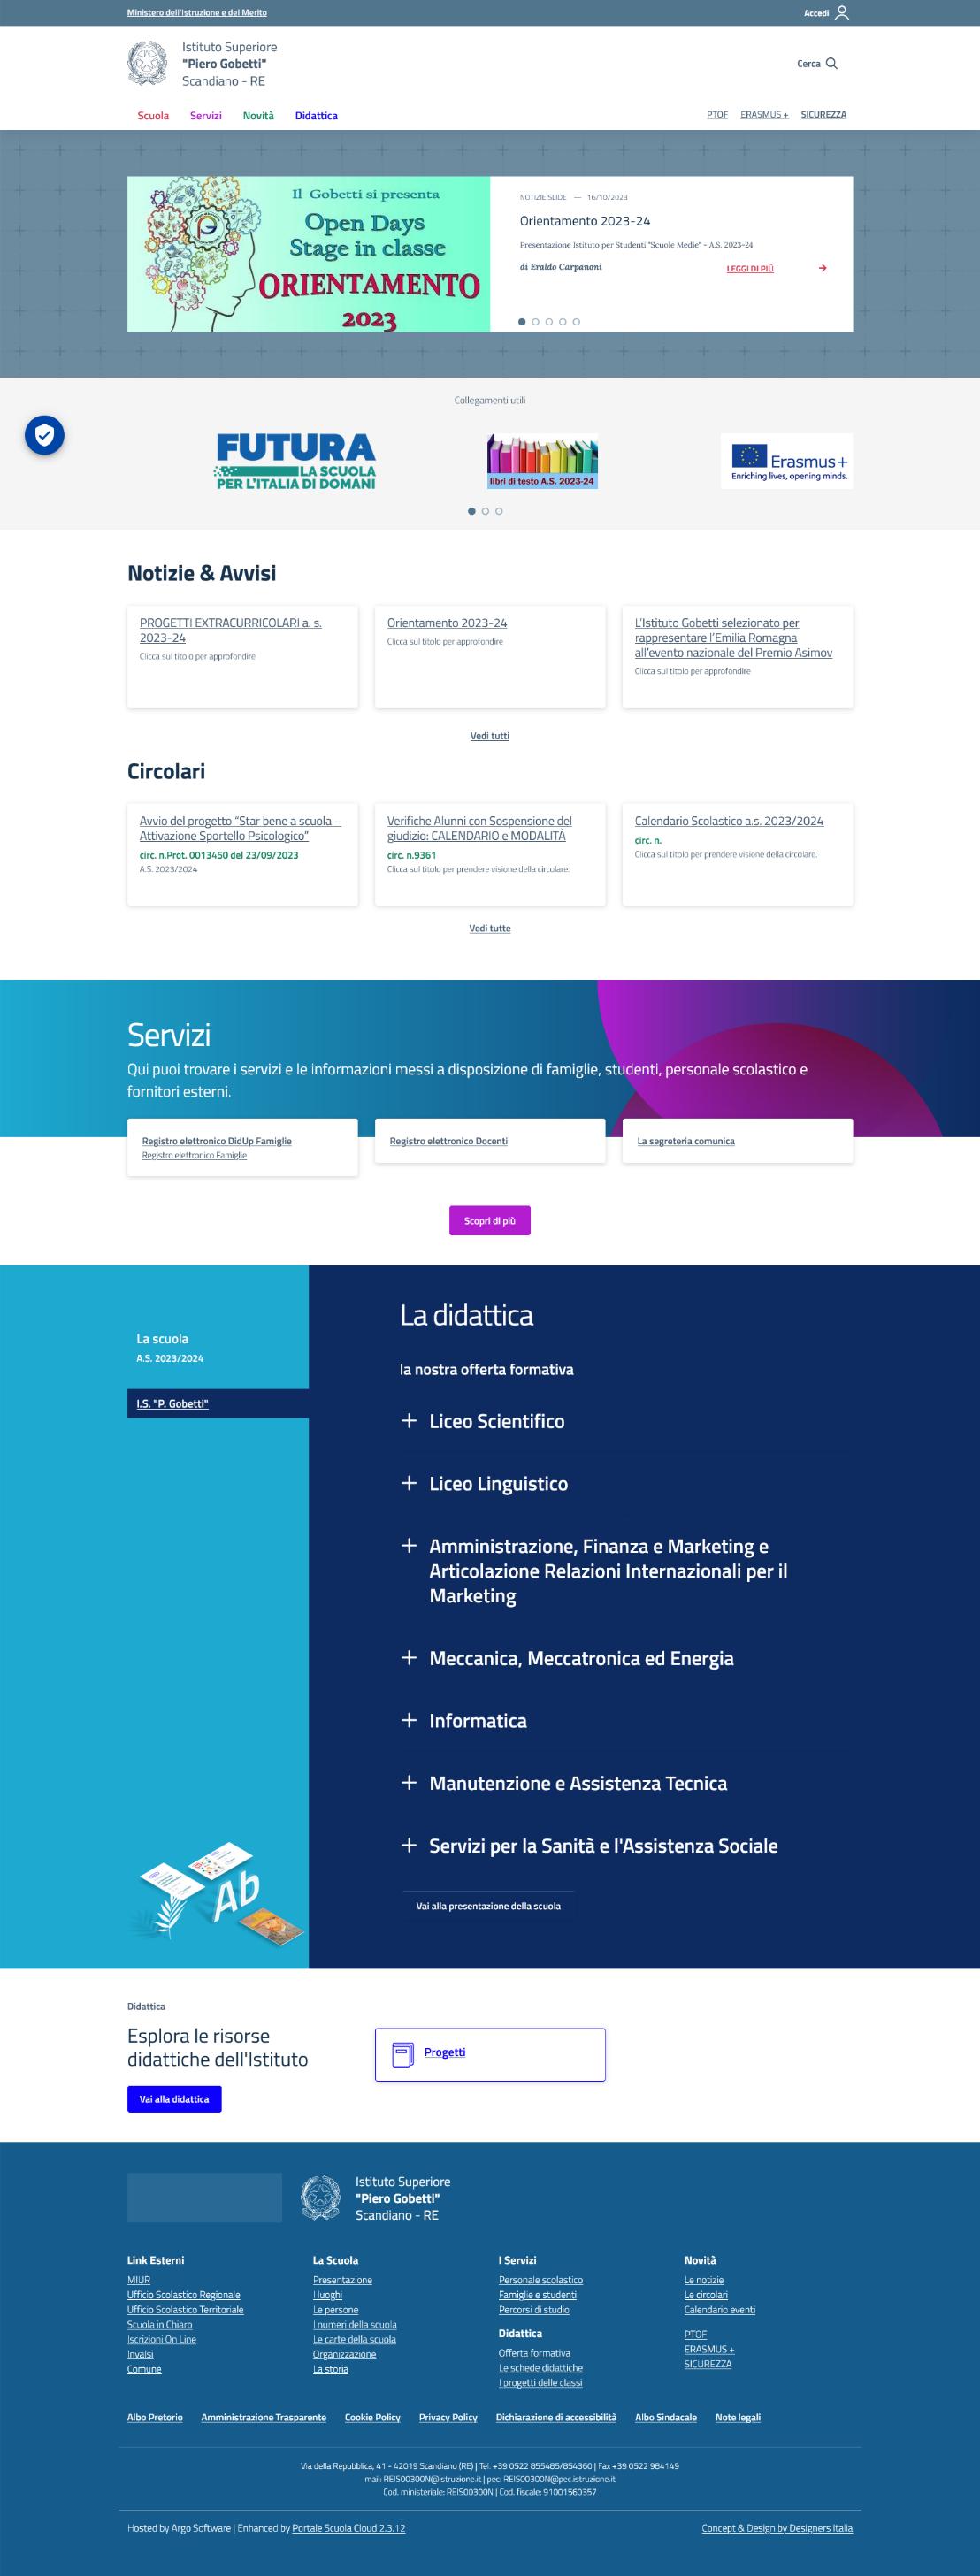 Ministero dell'Istruzione e del Merito
Accedi
Istituto Superiore
"Piero Gobetti"
Scandiano - RE
Cerca
Scuola Servizi Novità Didattica
PTOF ERASMUS + SICUREZZA
Il Gobetti si presenta
Open Days
Stage in classe
ORIENTAMENTO
2023
NOTIZIE SLIDE — 16/10/2023
Orientamento 2023-24
Presentazione Istituto per Studenti "Scuole Medie" - A.S. 2023-24
di Eraldo Carpanoni
LEGGI DI PIÙ
Collegamenti utili
FUTURA
LA SCUOLA
PER L'ITALIA DI DOMANI
libri di testo A.S. 2023-24
Erasmus+
Enriching lives, opening minds.
Notizie & Avvisi
PROGETTI EXTRACURRICOLARI a. s.
2023-24
Clicca sul titolo per approfondire
Orientamento 2023-24
Clicca sul titolo per approfondire
L'Istituto Gobetti selezionato per
rappresentare l'Emilia Romagna
all'evento nazionale del Premio Asimov
Clicca sul titolo per approfondire
Vedi tutti
Circolari
Avvio del progetto "Star bene a scuola –
Attivazione Sportello Psicologico"
circ. n.Prot. 0013450 del 23/09/2023
A.S. 2023/2024
Verifiche Alunni con Sospensione del
giudizio: CALENDARIO e MODALITÀ
circ. n.9361
Clicca sul titolo per prendere visione della circolare.
Calendario Scolastico a.s. 2023/2024
circ. n.
Clicca sul titolo per prendere visione della circolare.
Vedi tutte
Servizi
Qui puoi trovare i servizi e le informazioni messi a disposizione di famiglie, studenti, personale scolastico e
fornitori esterni.
Registro elettronico DidUp Famiglie
Registro elettronico Famiglie
Registro elettronico Docenti
La segreteria comunica
Scopri di più
La scuola
A.S. 2023/2024
I.S. "P. Gobetti"
La didattica
la nostra offerta formativa
Liceo Scientifico
Liceo Linguistico
Amministrazione, Finanza e Marketing e
Articolazione Relazioni Internazionali per il
Marketing
Meccanica, Meccatronica ed Energia
Informatica
Manutenzione e Assistenza Tecnica
Servizi per la Sanità e l'Assistenza Sociale
Vai alla presentazione della scuola
Ab
Didattica
Esplora le risorse
didattiche dell'Istituto
Vai alla didattica
Progetti
Istituto Superiore
"Piero Gobetti"
Scandiano - RE
Link Esterni
MIUR
Ufficio Scolastico Regionale
Ufficio Scolastico Territoriale
Scuola in Chiaro
Iscrizioni On Line
Invalsi
Comune
La Scuola
Presentazione
I luoghi
Le persone
I numeri della scuola
Le carte della scuola
Organizzazione
La storia
I Servizi
Personale scolastico
Famiglie e studenti
Percorsi di studio
Didattica
Offerta formativa
Le schede didattiche
I progetti delle classi
Novità
Le notizie
Le circolari
Calendario eventi
PTOF
ERASMUS +
SICUREZZA
Albo Pretorio Amministrazione Trasparente Cookie Policy Privacy Policy Dichiarazione di accessibilità Albo Sindacale Note legali
Via della Repubblica, 41 - 42019 Scandiano (RE) | Tel. +39 0522 855485/854360 | Fax +39 0522 984149
mail: REIS00300N@istruzione.it | pec: REIS00300N@pec.istruzione.it
Cod. ministeriale: REIS00300N | Cod. fiscale: 91001560357
Hosted by Argo Software | Enhanced by Portale Scuola Cloud 2.3.12
Concept & Design by Designers Italia